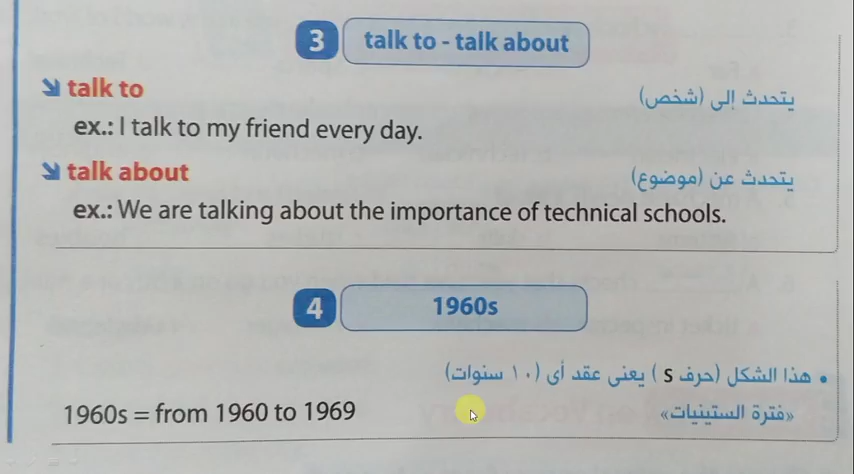 3 talk to - talk about
talk to يتحدث إلى (شخص)
ex.: I talk to my friend every day.
talk about يتحدث عن (موضوع)
ex.: We are talking about the importance of technical schools.
4 1960s
• هذا الشكل (حرف s) يعنى عقد أى (١٠ سنوات)
1960s = from 1960 to 1969 «فترة الستينيات»